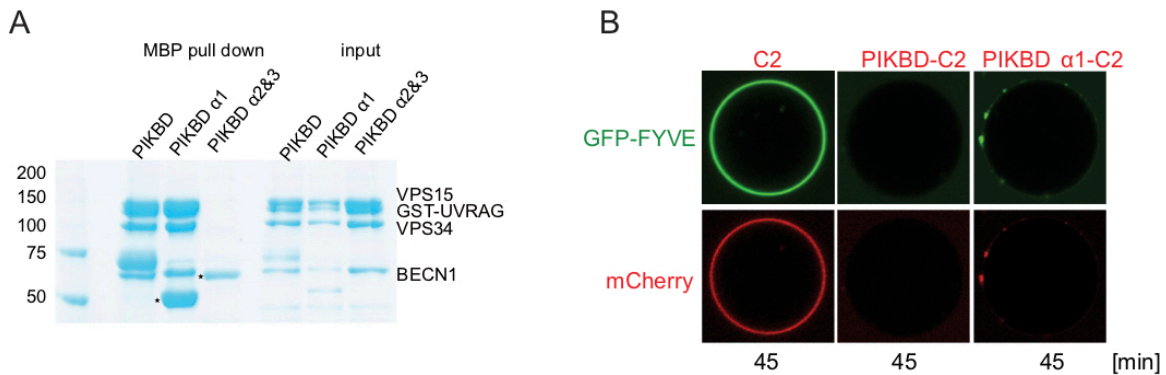 A
MBP pull down
input
PIKBD
PIKBD α1
PIKBD α2&3
PIKBD
PIKBD α1
PIKBD α2&3
200
150
100
75
50
VPS15
GST-UVRAG
VPS34
BECN1
*
*
B
C2
PIKBD-C2
PIKBD α1-C2
GFP-FYVE
mCherry
45
45
45
[min]